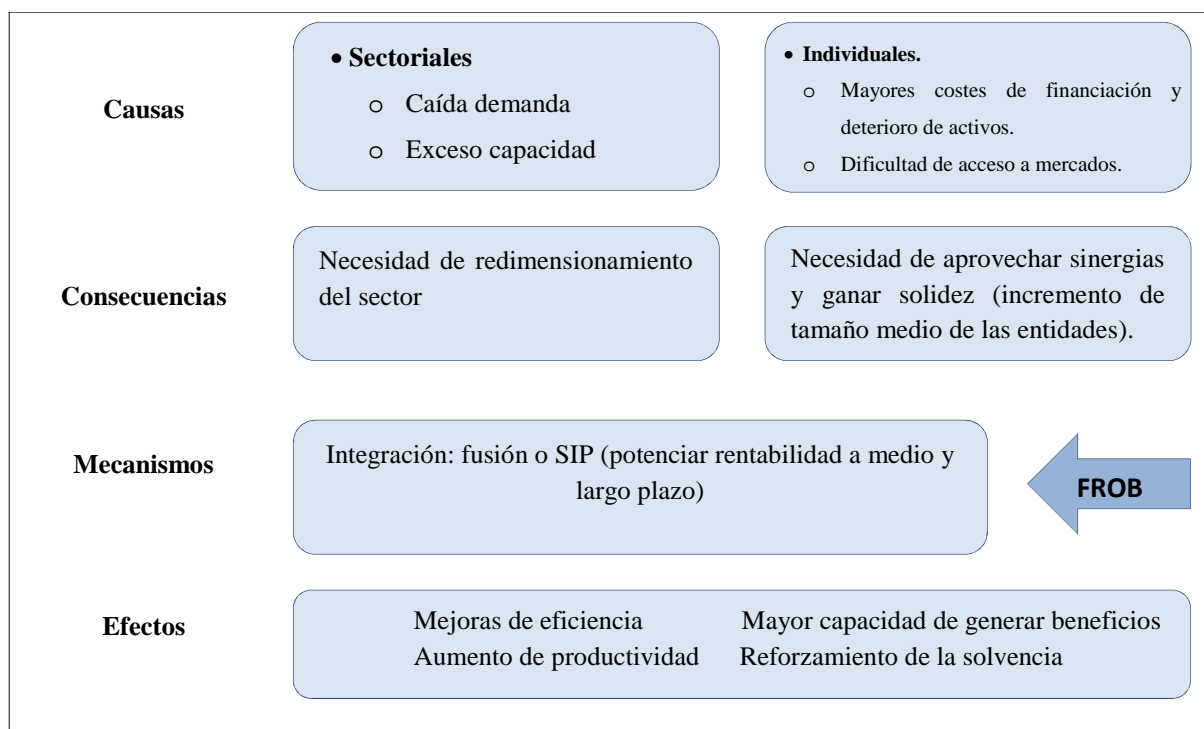 Causas
• Sectoriales
o Caída demanda
o Exceso capacidad
• Individuales.
o Mayores costes de financiación y
deterioro de activos.
o Dificultad de acceso a mercados.
Consecuencias
Necesidad de redimensionamiento
del sector
Necesidad de aprovechar sinergias
y ganar solidez (incremento de
tamaño medio de las entidades).
Mecanismos
Integración: fusión o SIP (potenciar rentabilidad a medio y
largo plazo)
FROB
Efectos
Mejoras de eficiencia Mayor capacidad de generar beneficios
Aumento de productividad Reforzamiento de la solvencia